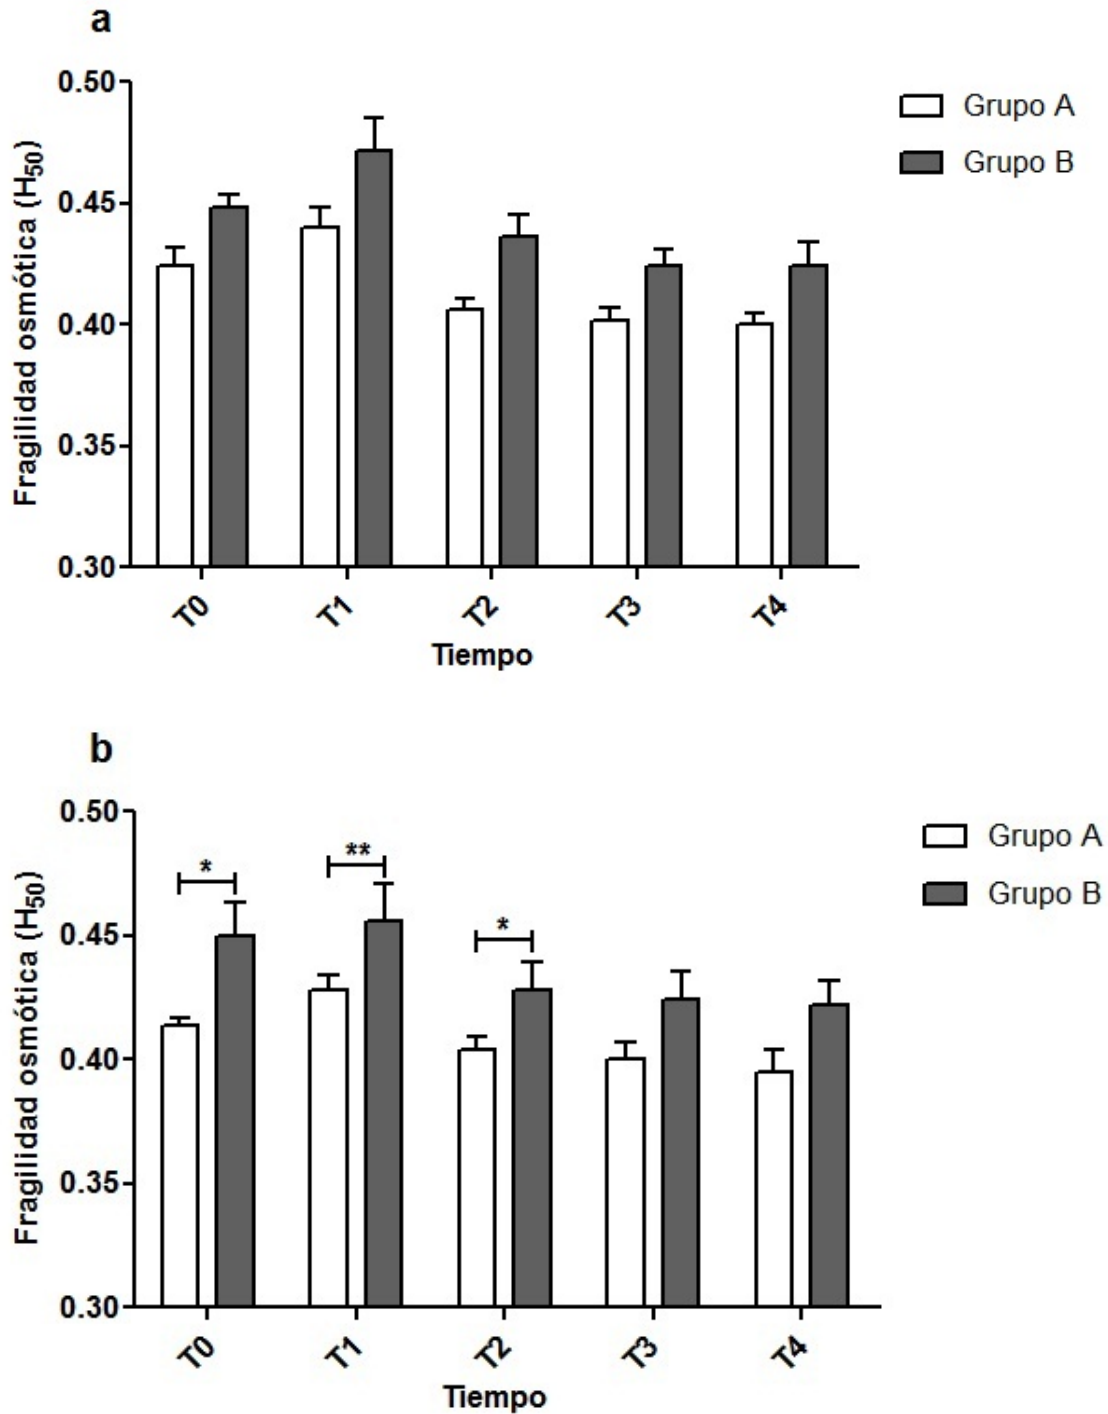 a
Fragilidad osmótica (H50)
0.50
0.45
0.40
0.35
0.30
Grupo A
Grupo B
T0
T1
T2
T3
T4
Tiempo
b
Fragilidad osmótica (H50)
0.50
0.45
0.40
0.35
0.30
*
**
*
Grupo A
Grupo B
T0
T1
T2
T3
T4
Tiempo